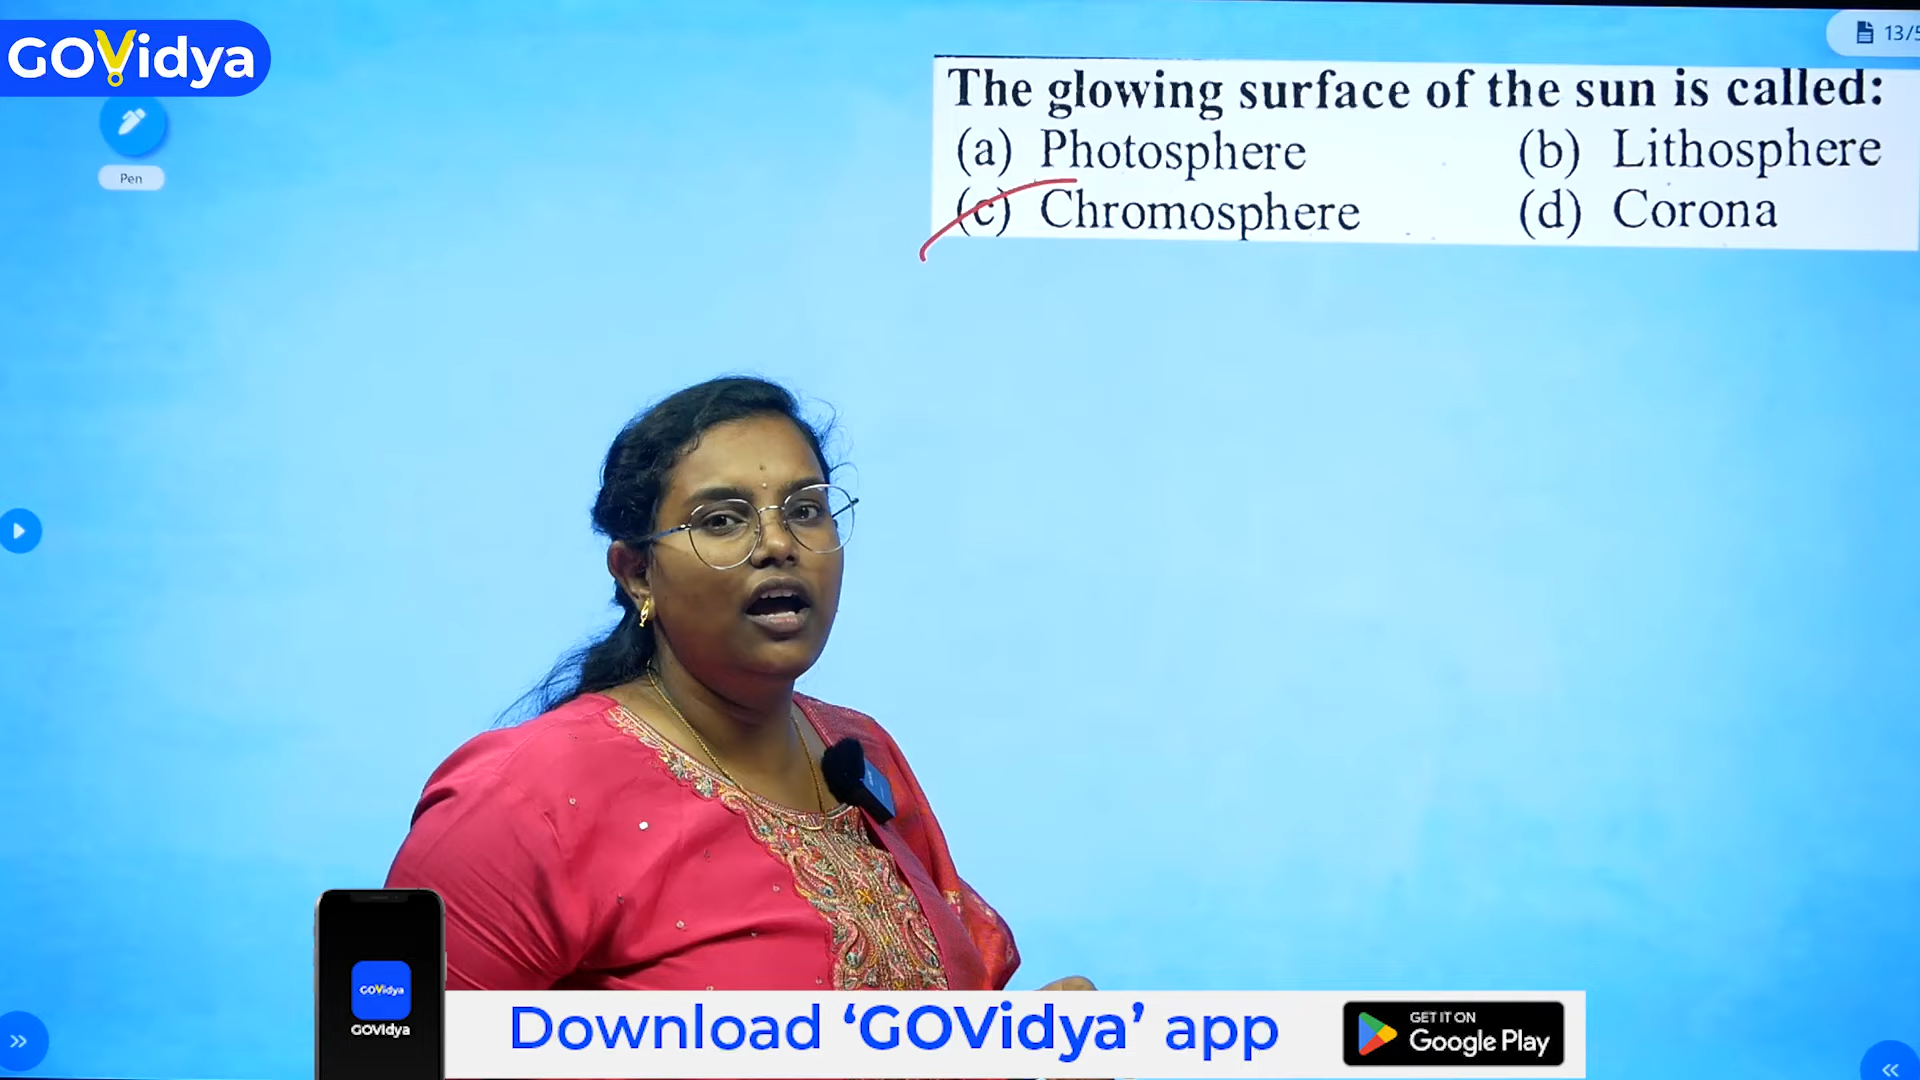 GOVidya
13/5
Pen
The glowing surface of the sun is called:
(a) Photosphere (b) Lithosphere
(c) Chromosphere (d) Corona
GOVidya
GOVidya
Download ‘GOVidya’ app
GET IT ON
Google Play